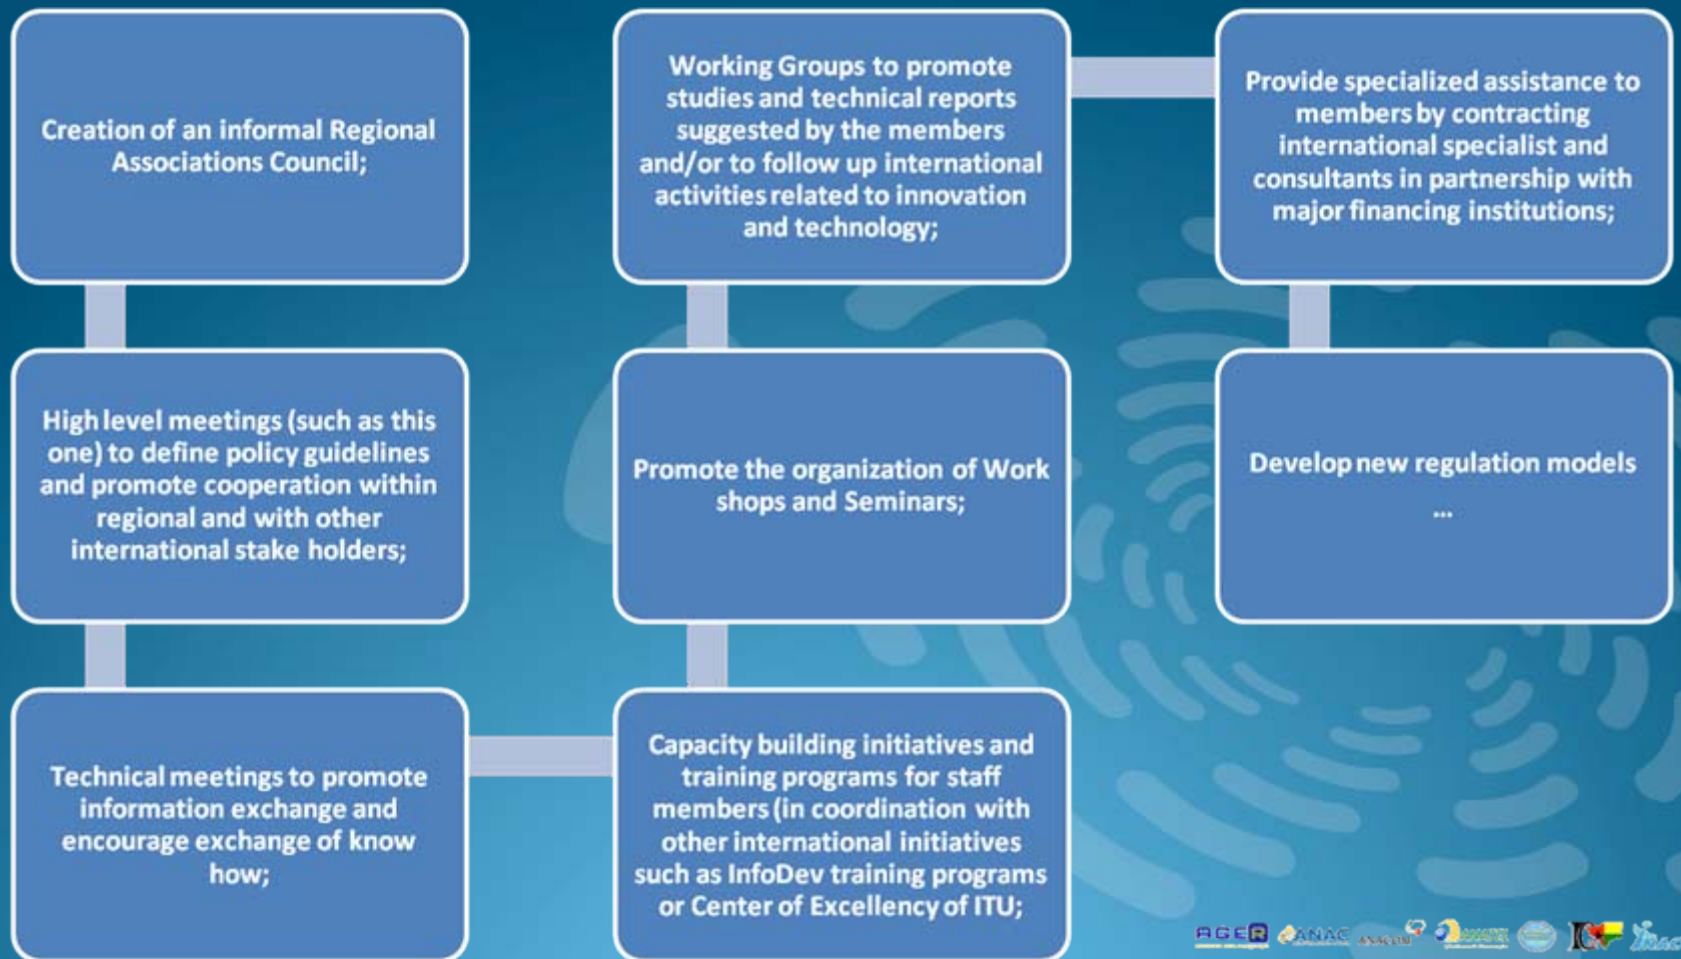 Creation of an informal Regional
Associations Council;
High level meetings (such as this
one) to define policy guidelines
and promote cooperation within
regional and with other
international stake holders;
Technical meetings to promote
information exchange and
encourage exchange of know
how;
Capacity building initiatives and
training programs for staff
members (in coordination with
other international initiatives
such as InfoDev training programs
or Center of Excellency of ITU;
Promote the organization of Work
shops and Seminars;
Working Groups to promote
studies and technical reports
suggested by the members
and/or to follow up international
activities related to innovation
and technology;
Provide specialized assistance to
members by contracting
international specialist and
consultants in partnership with
major financing institutions;
Develop new regulation models
...
AGER ANAC ANACOM